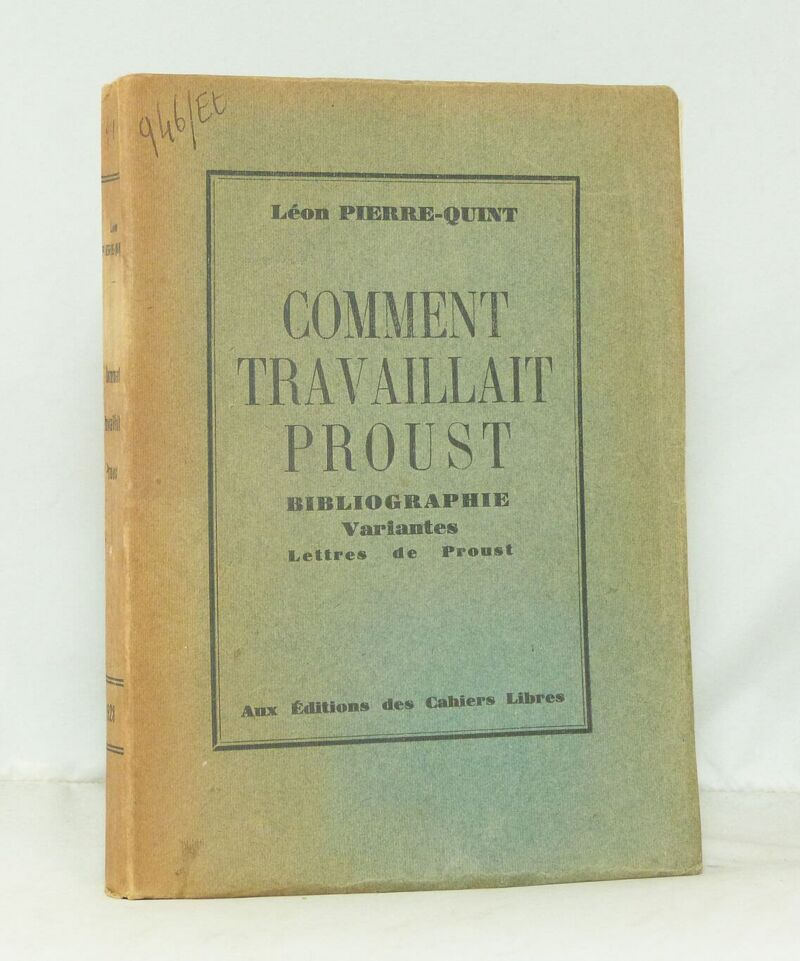 946/Et
Léon PIERRE-QUINT
COMMENT
TRAVAILLAIT
PROUST
BIBLIOGRAPHIE
Variantes
Lettres de Proust
Aux Éditions des Cahiers Libres